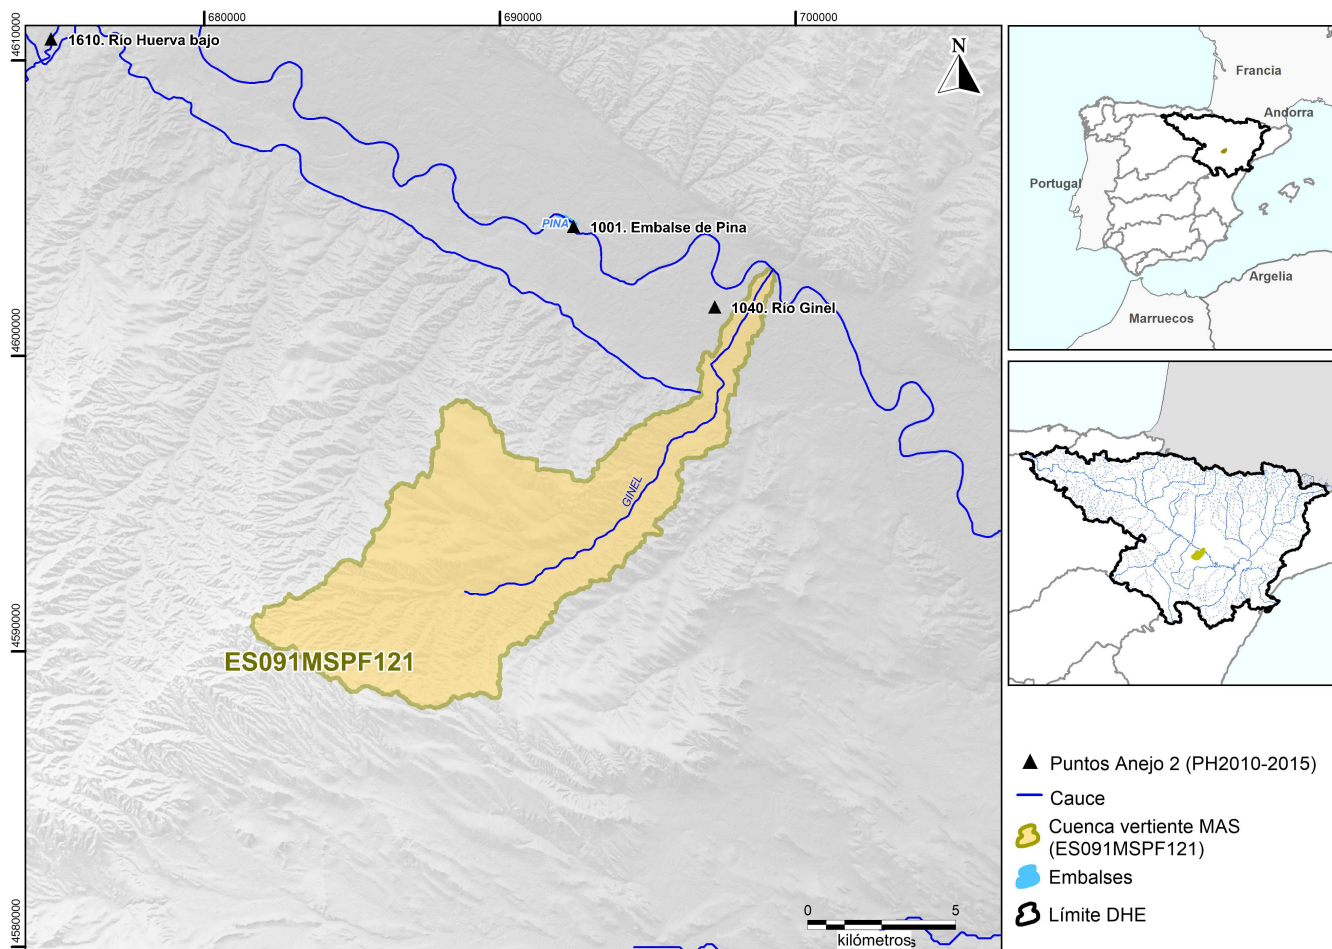 680000
690000
700000
4610000
4600000
4590000
4580000
1610. Río Huerva bajo
N
PINA
1001. Embalse de Pina
1040. Río Ginel
GINEL
ES091MSPF121
0 5
kilómetros
Francia
Andorra
Portugal
Argelia
Marruecos
Puntos Anejo 2 (PH2010-2015)
Cauce
Cuenca vertiente MAS
(ES091MSPF121)
Embalses
Límite DHE